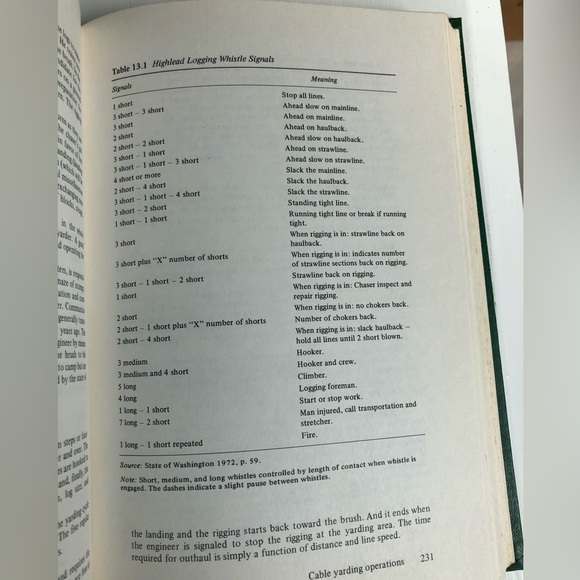 Table 13.1 Highlead Logging Whistle Signals
Signals Meaning
1 short Stop all lines.
3 short – 3 short Ahead slow on mainline.
3 short Ahead on mainline.
2 short Ahead on haulback.
2 short – 2 short Ahead slow on haulback.
3 short – 1 short Ahead on strawline.
3 short – 1 short – 3 short Ahead slow on strawline.
4 short or more Slack the mainline.
2 short – 4 short Slack the haulback.
3 short – 1 short – 4 short Slack the strawline.
3 short – 2 short Standing tight line.
1 short – 1 short Running tight line or break if running
tight.
3 short When rigging is in: strawline back on
haulback.
3 short plus "X" number of shorts When rigging is in: indicates number
of strawline sections back on rigging.
3 short – 1 short – 2 short Strawline back on rigging.
1 short When rigging is in: Chaser inspect and
repair rigging.
2 short When rigging is in: no chokers back.
2 short – 1 short plus "X" number of shorts Number of chokers back.
2 short – 4 short When rigging is in: slack haulback –
hold all lines until 2 short blown.
3 medium Hooker.
3 medium and 4 short Hooker and crew.
5 long Climber.
4 long Logging foreman.
1 long – 1 short Start or stop work.
7 long – 2 short Man injured, call transportation and
stretcher.
1 long – 1 short repeated Fire.
Source: State of Washington 1972, p. 59.
Note: Short, medium, and long whistles controlled by length of contact when whistle is
engaged. The dashes indicate a slight pause between whistles.
the landing and the rigging starts back toward the brush. And it ends when
the engineer is signaled to stop the rigging at the yarding area. The time
required for outhaul is simply a function of distance and line speed.
Cable yarding operations 231